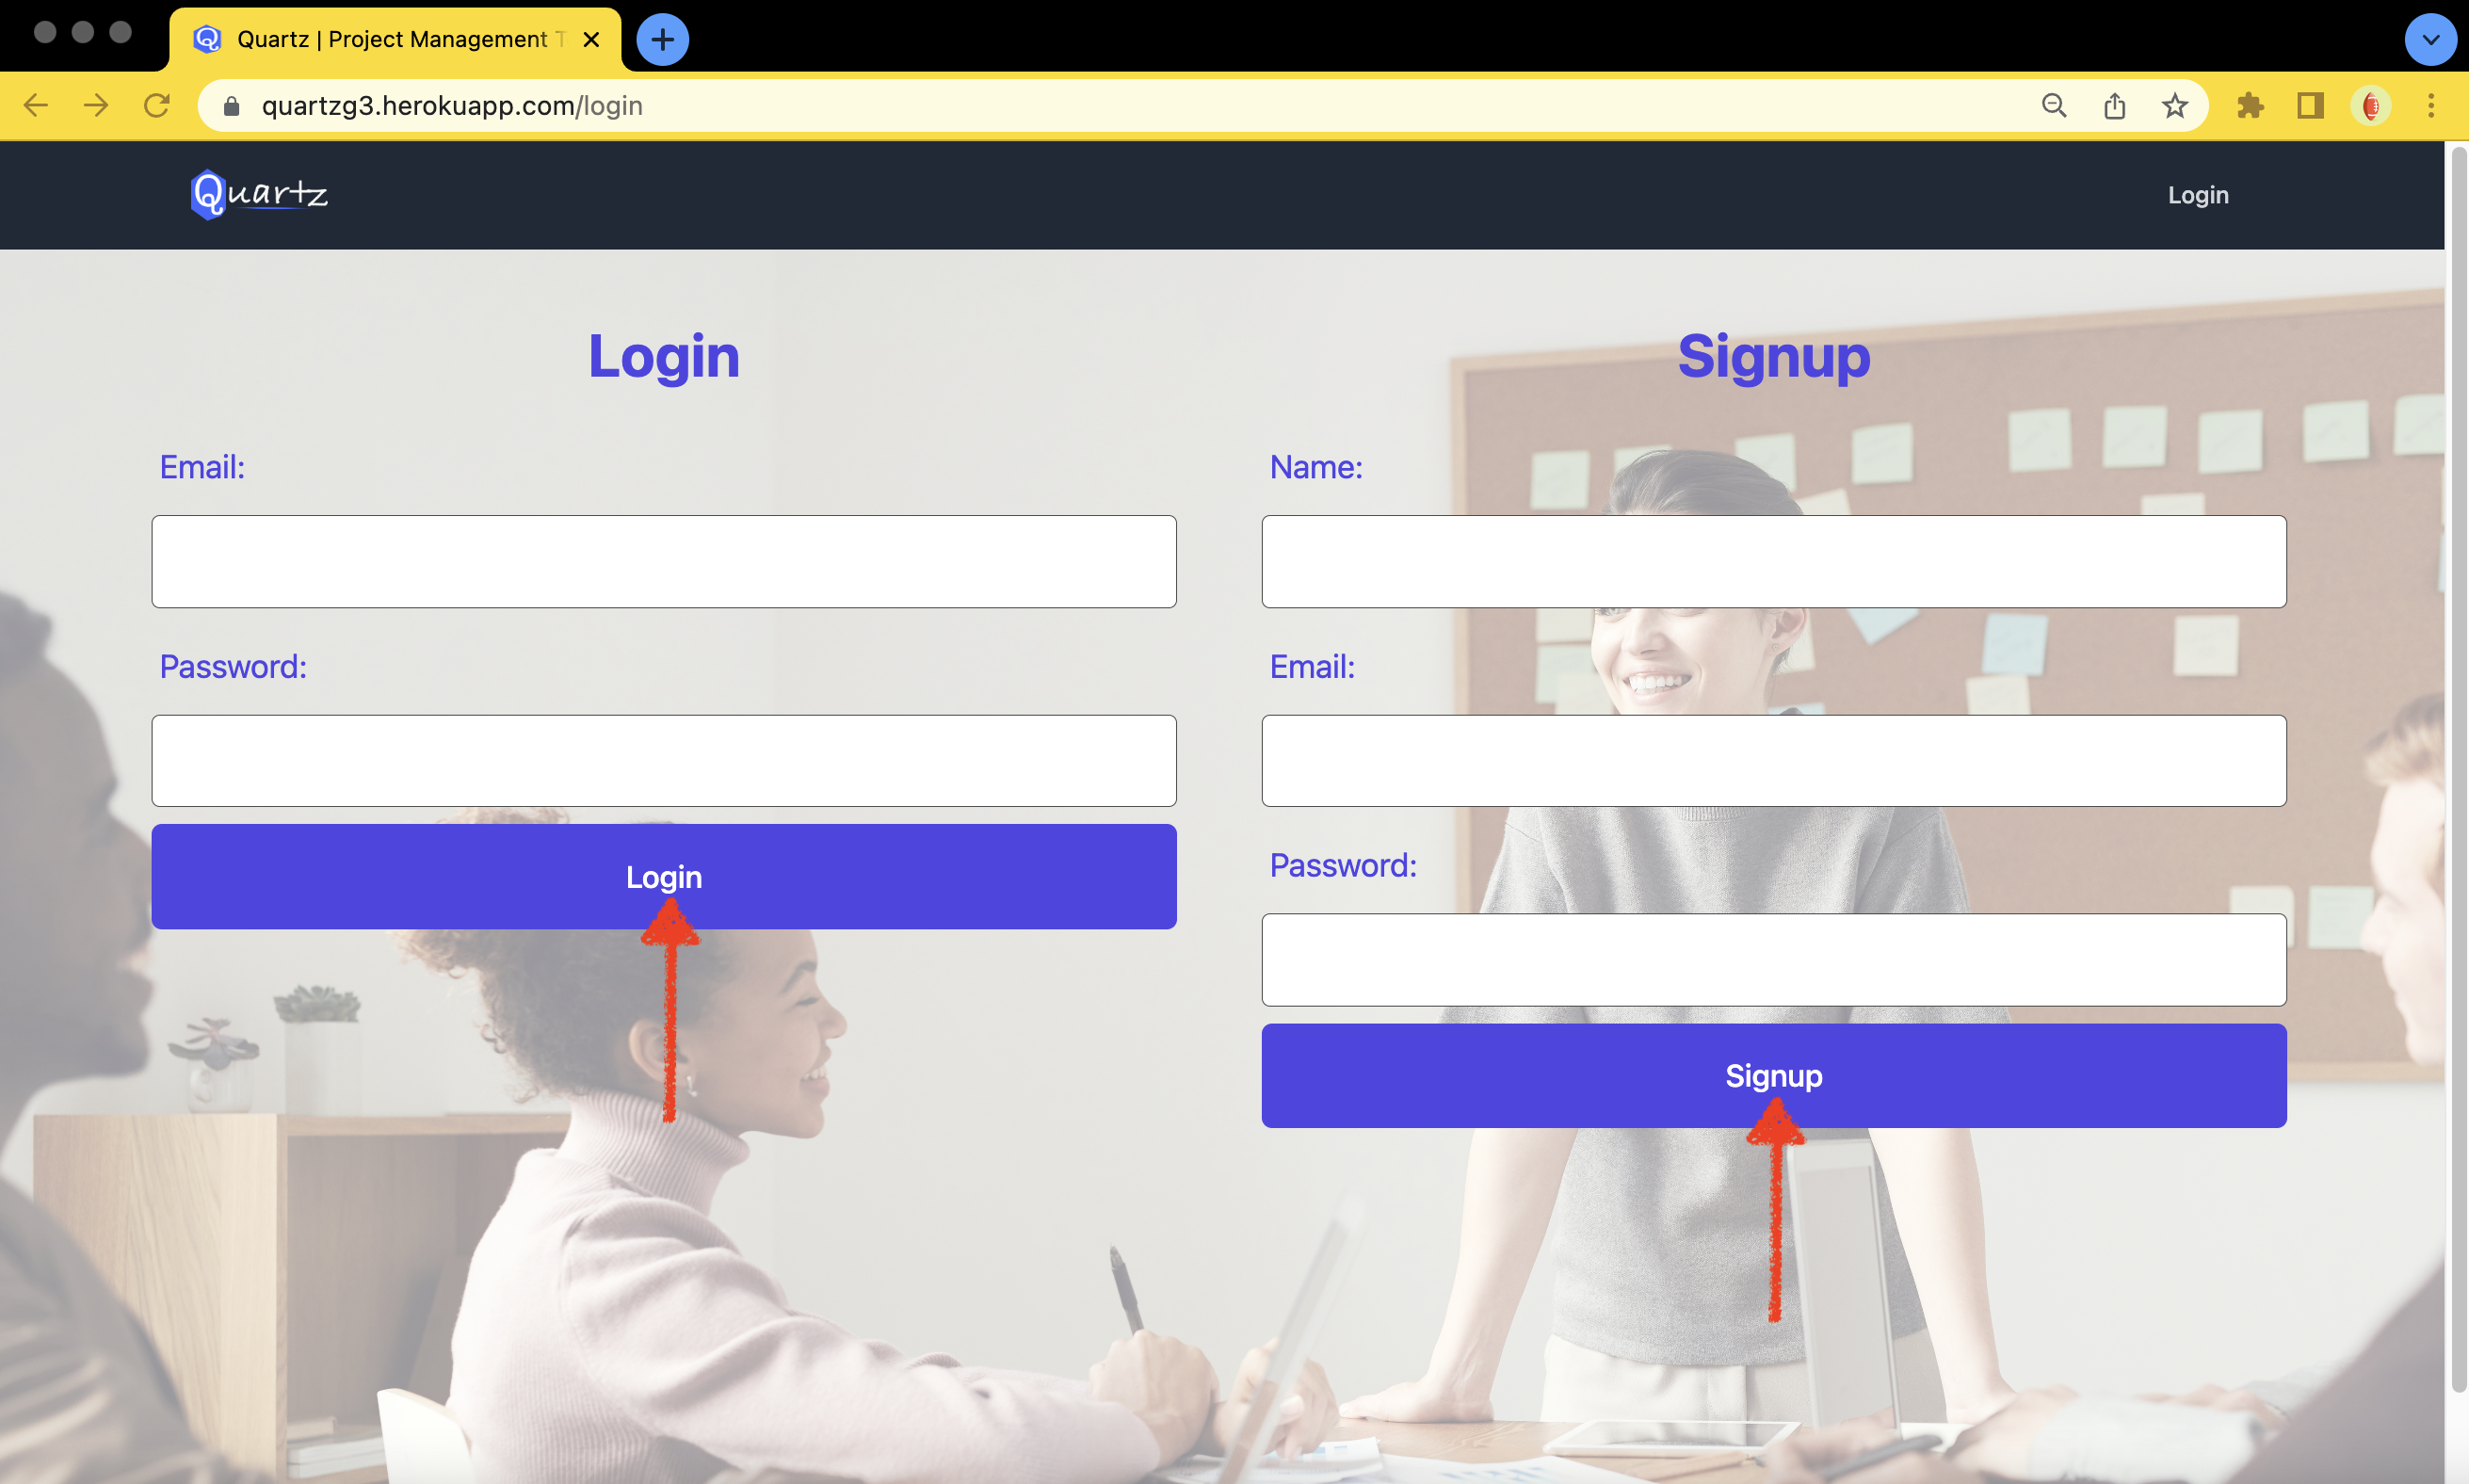 Quartz | Project Management T
quartzg3.herokuapp.com/login
Quartz
Login
Login
Email:
Password:
Login
Signup
Name:
Email:
Password:
Signup